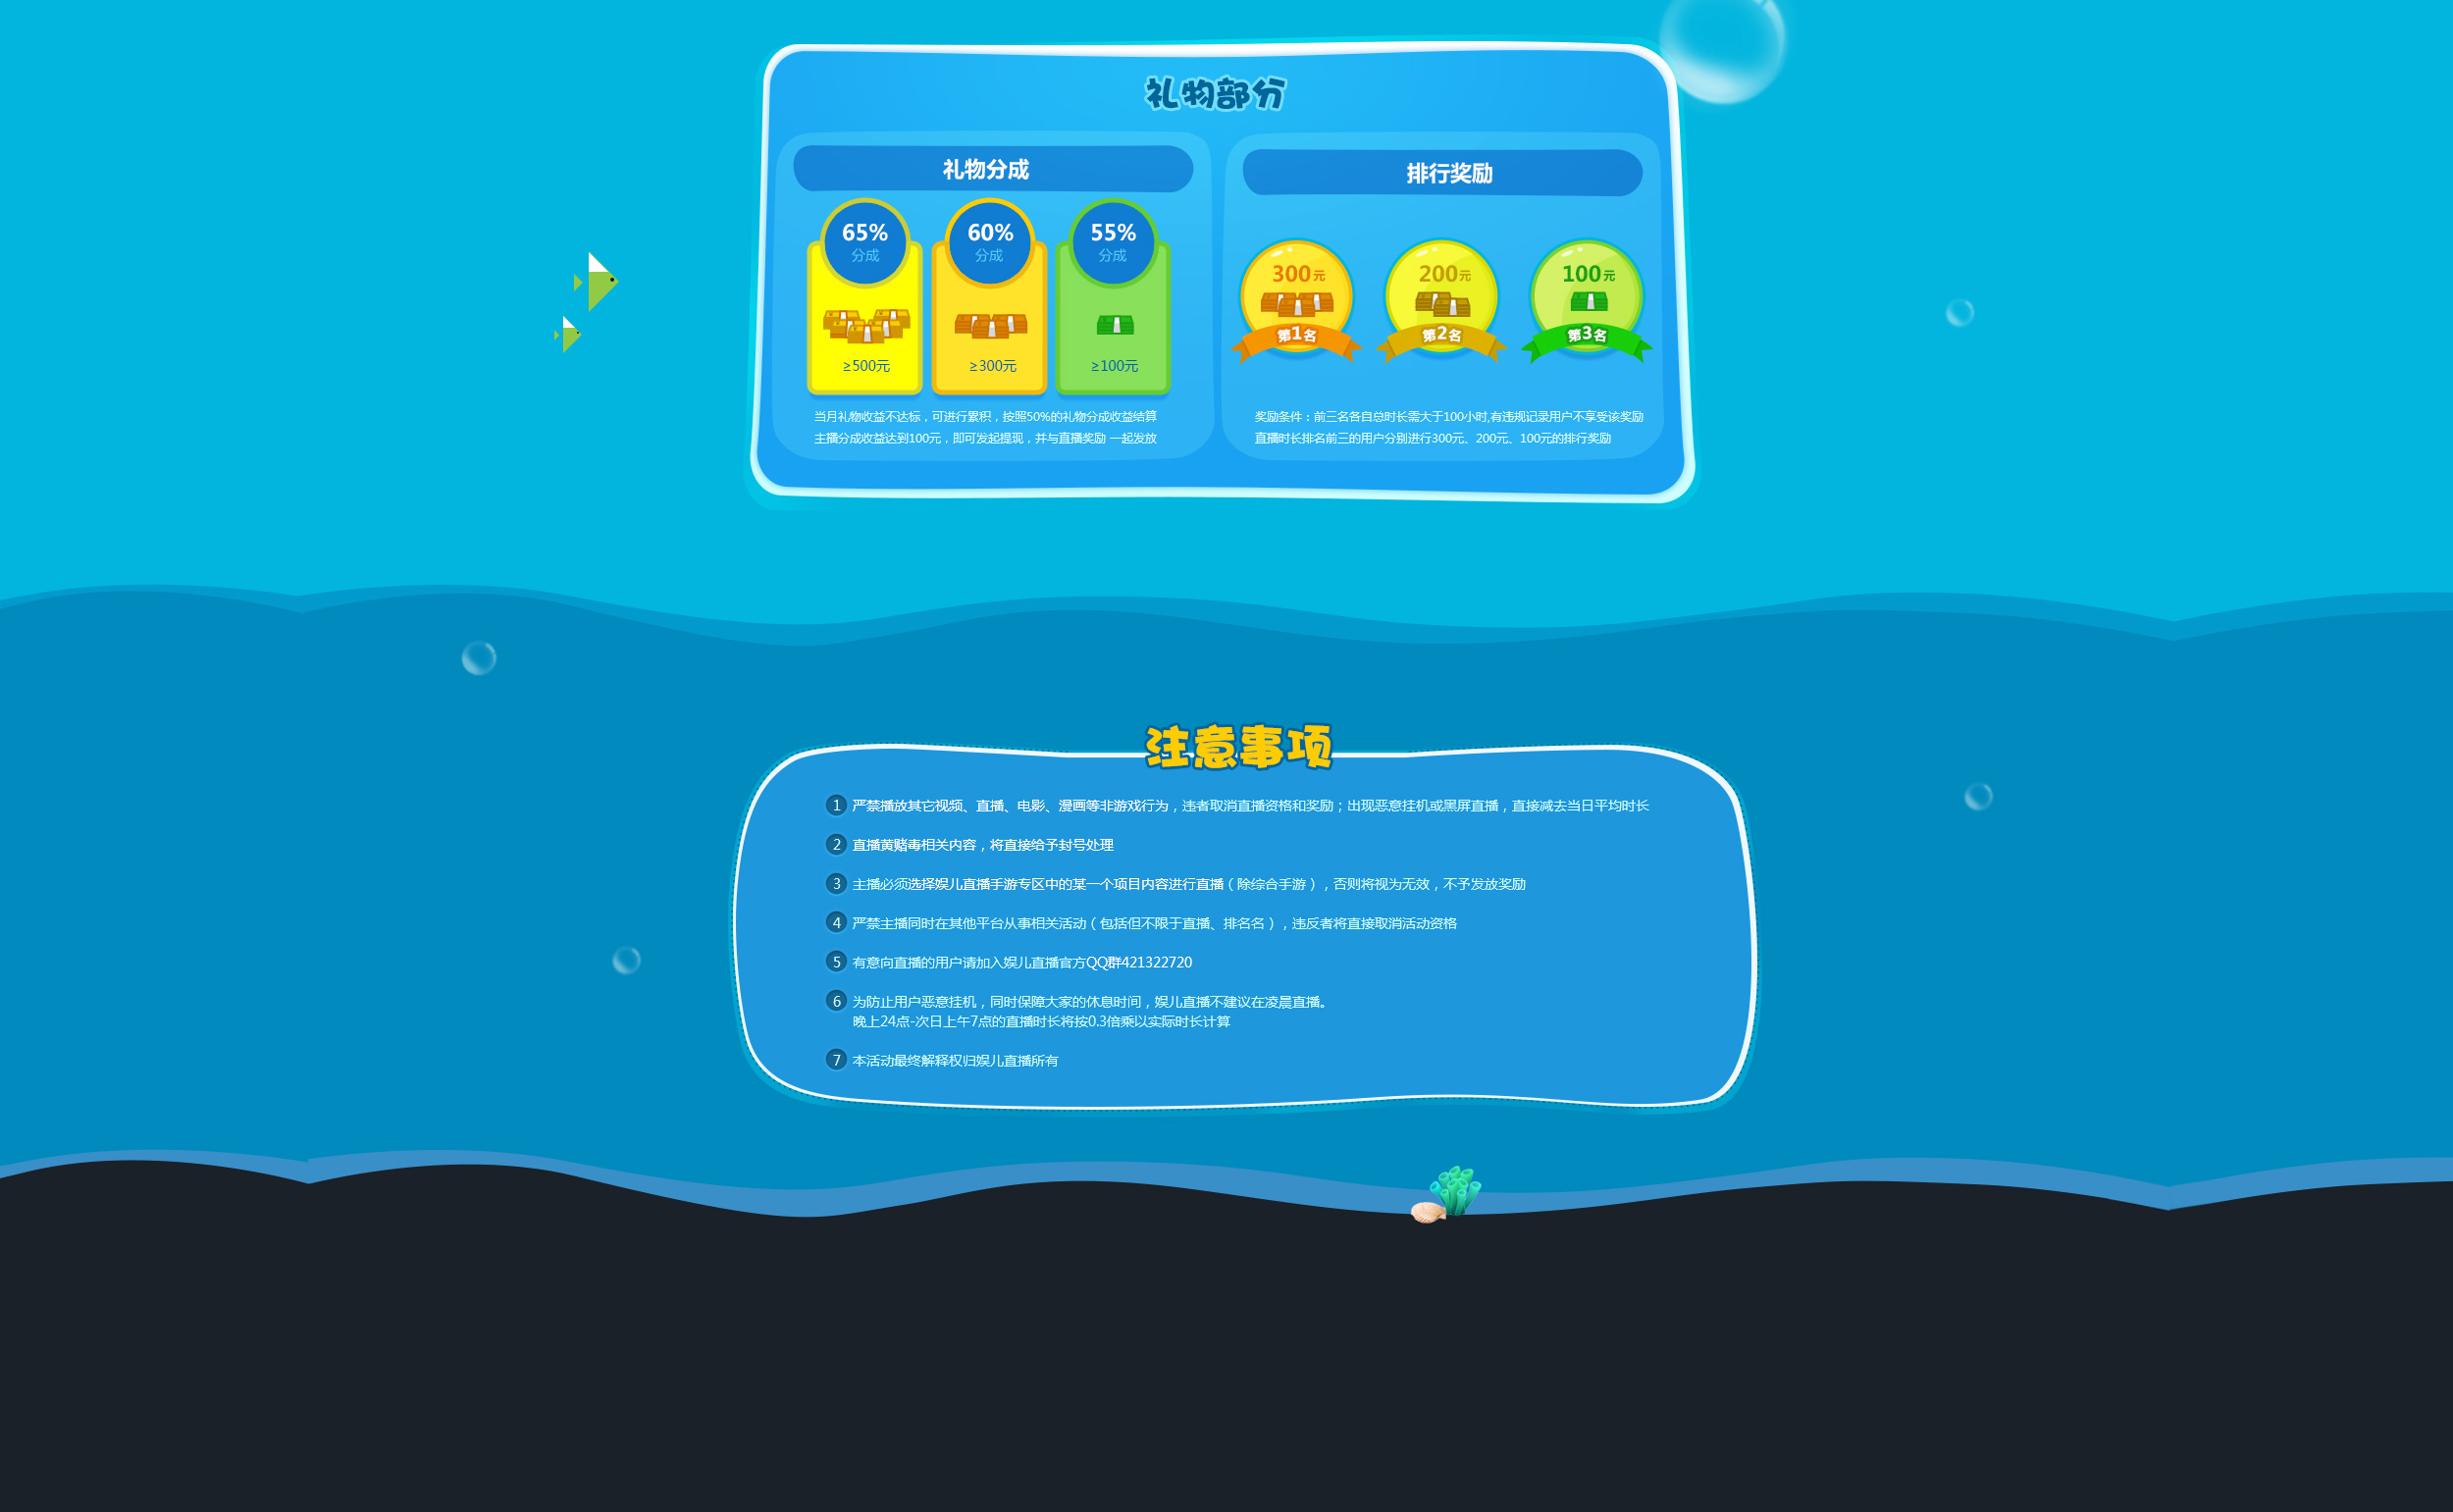 礼物部分
礼物分成
65%
分成
≥500元
60%
分成
≥300元
55%
分成
≥100元
当月礼物收益不达标，可进行累积，按照50%的礼物分成收益结算
主播分成收益达到100元，即可发起提现，并与直播奖励 一起发放
排行奖励
300元
第1名
200元
第2名
100元
第3名
奖励条件：前三名各自总时长需大于100小时,有违规记录用户不享受该奖励
直播时长排名前三的用户分别进行300元、200元、100元的排行奖励
注意事项
1 严禁播放其它视频、直播、电影、漫画等非游戏行为，违者取消直播资格和奖励；出现恶意挂机或黑屏直播，直接减去当日平均时长
2 直播黄赌毒相关内容，将直接给予封号处理
3 主播必须选择娱儿直播手游专区中的某一个项目内容进行直播（除综合手游），否则将视为无效，不予发放奖励
4 严禁主播同时在其他平台从事相关活动（包括但不限于直播、排名名），违反者将直接取消活动资格
5 有意向直播的用户请加入娱儿直播官方QQ群421322720
6 为防止用户恶意挂机，同时保障大家的休息时间，娱儿直播不建议在凌晨直播。
晚上24点-次日上午7点的直播时长将按0.3倍乘以实际时长计算
7 本活动最终解释权归娱儿直播所有